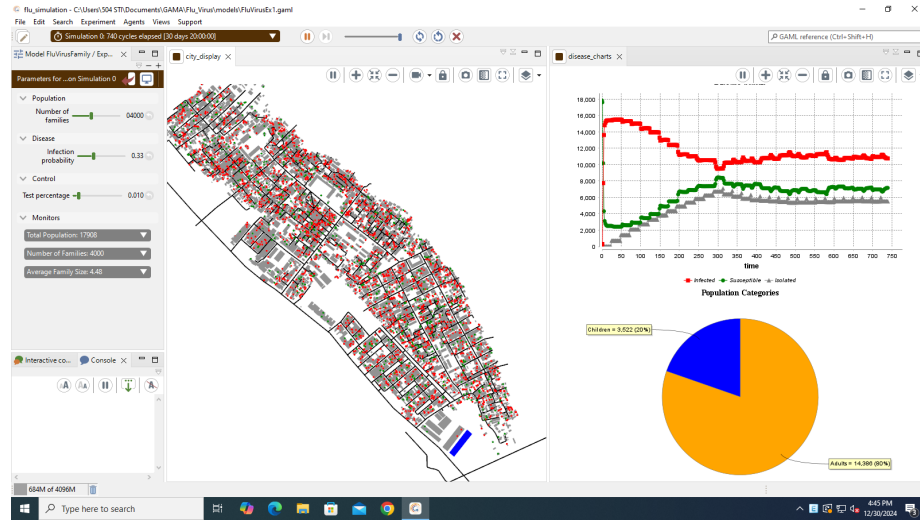 flu_simulation - C:\Users\504 STI\Documents\GAMA\Flu_Virus\models\FluVirusEx1.gaml
File Edit Search Experiment Agents Views Support
Simulation 0: 740 cycles elapsed [30 days 20:00:00]
GAML reference (Ctrl+Shift+H)
Model FluVirusFamily / Exp...
Parameters for ...on Simulation 0
Population
Number of families 04000
Disease
Infection probability 0.33
Control
Test percentage 0.010
Monitors
Total Population: 17908
Number of Families: 4000
Average Family Size: 4.48
Interactive co... Console
684M of 4096M
city_display
disease_charts
18,000
16,000
14,000
12,000
10,000
8,000
6,000
4,000
2,000
0
0 50 100 150 200 250 300 350 400 450 500 550 600 650 700 750
time
Infected Susceptible Isolated
Population Categories
Children = 3,522 (20%)
Adults = 14,386 (80%)
Type here to search
4:45 PM
12/30/2024